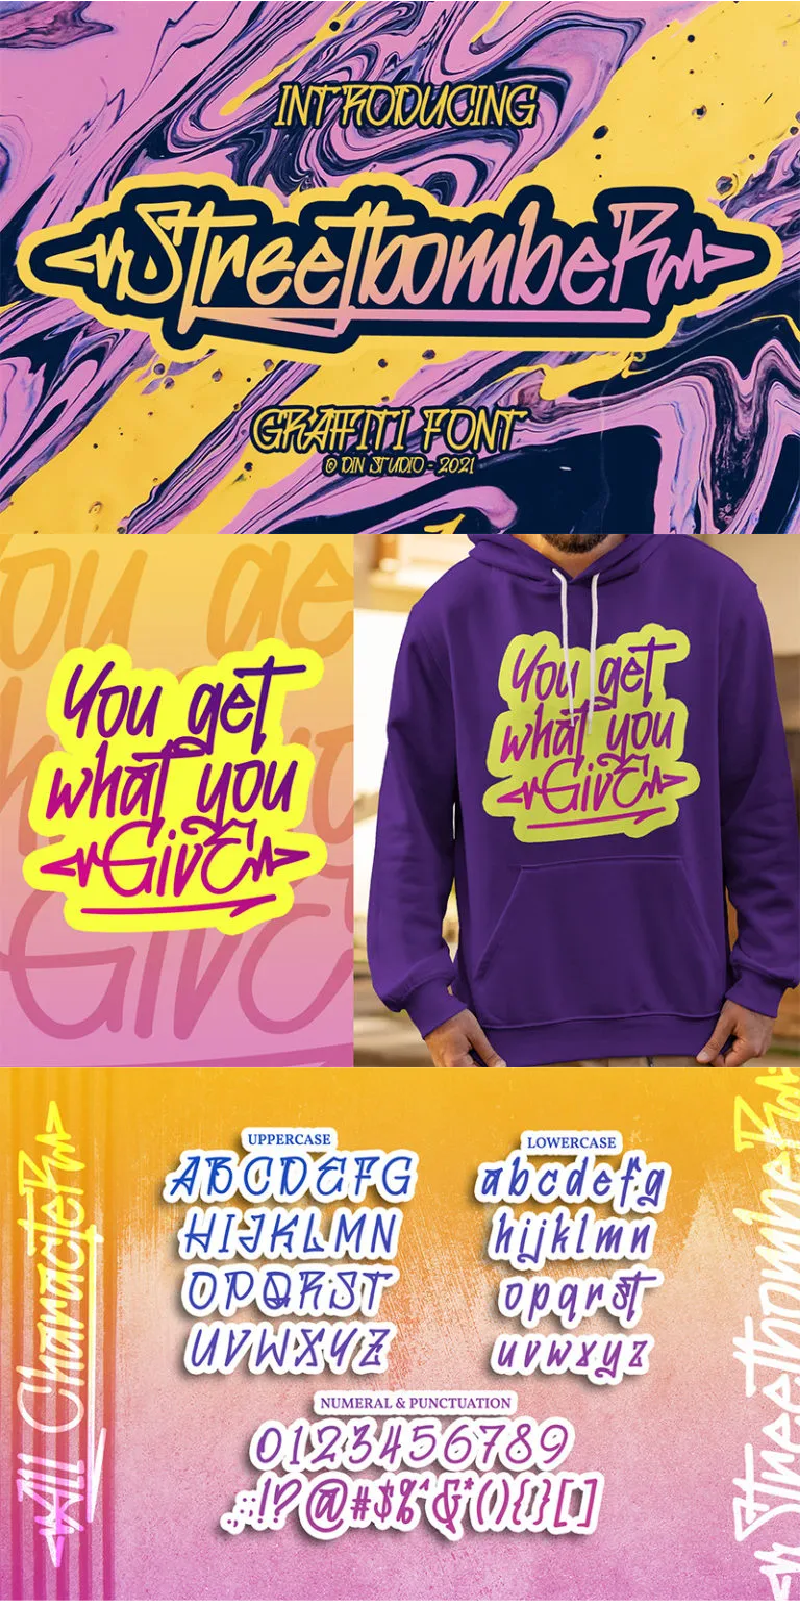 INTRODUCING
StreetbombeR
GRAFFITI FONT
© DIN STUDIO - 2021
You get
what you
GivE
You get
what you
GivE
All CharacteR
UPPERCASE
ABCDEFG
HIJKLMN
OPQRST
UVWXYZ
LOWERCASE
abcdefg
hijklmn
opqrst
uvwxyz
NUMERAL & PUNCTUATION
0123456789
.,:;!?@#$%^&*(){}[]
StreetbombeR